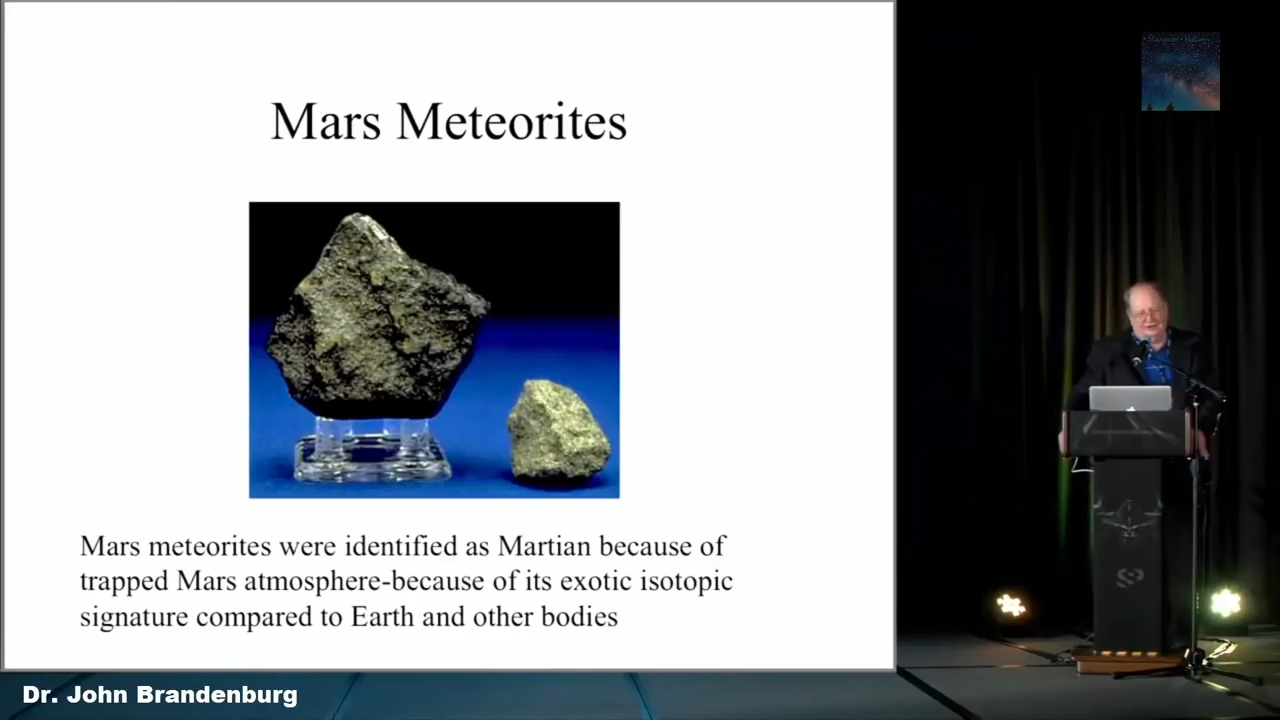 Mars Meteorites
Mars meteorites were identified as Martian because of
trapped Mars atmosphere-because of its exotic isotopic
signature compared to Earth and other bodies
Dr. John Brandenburg